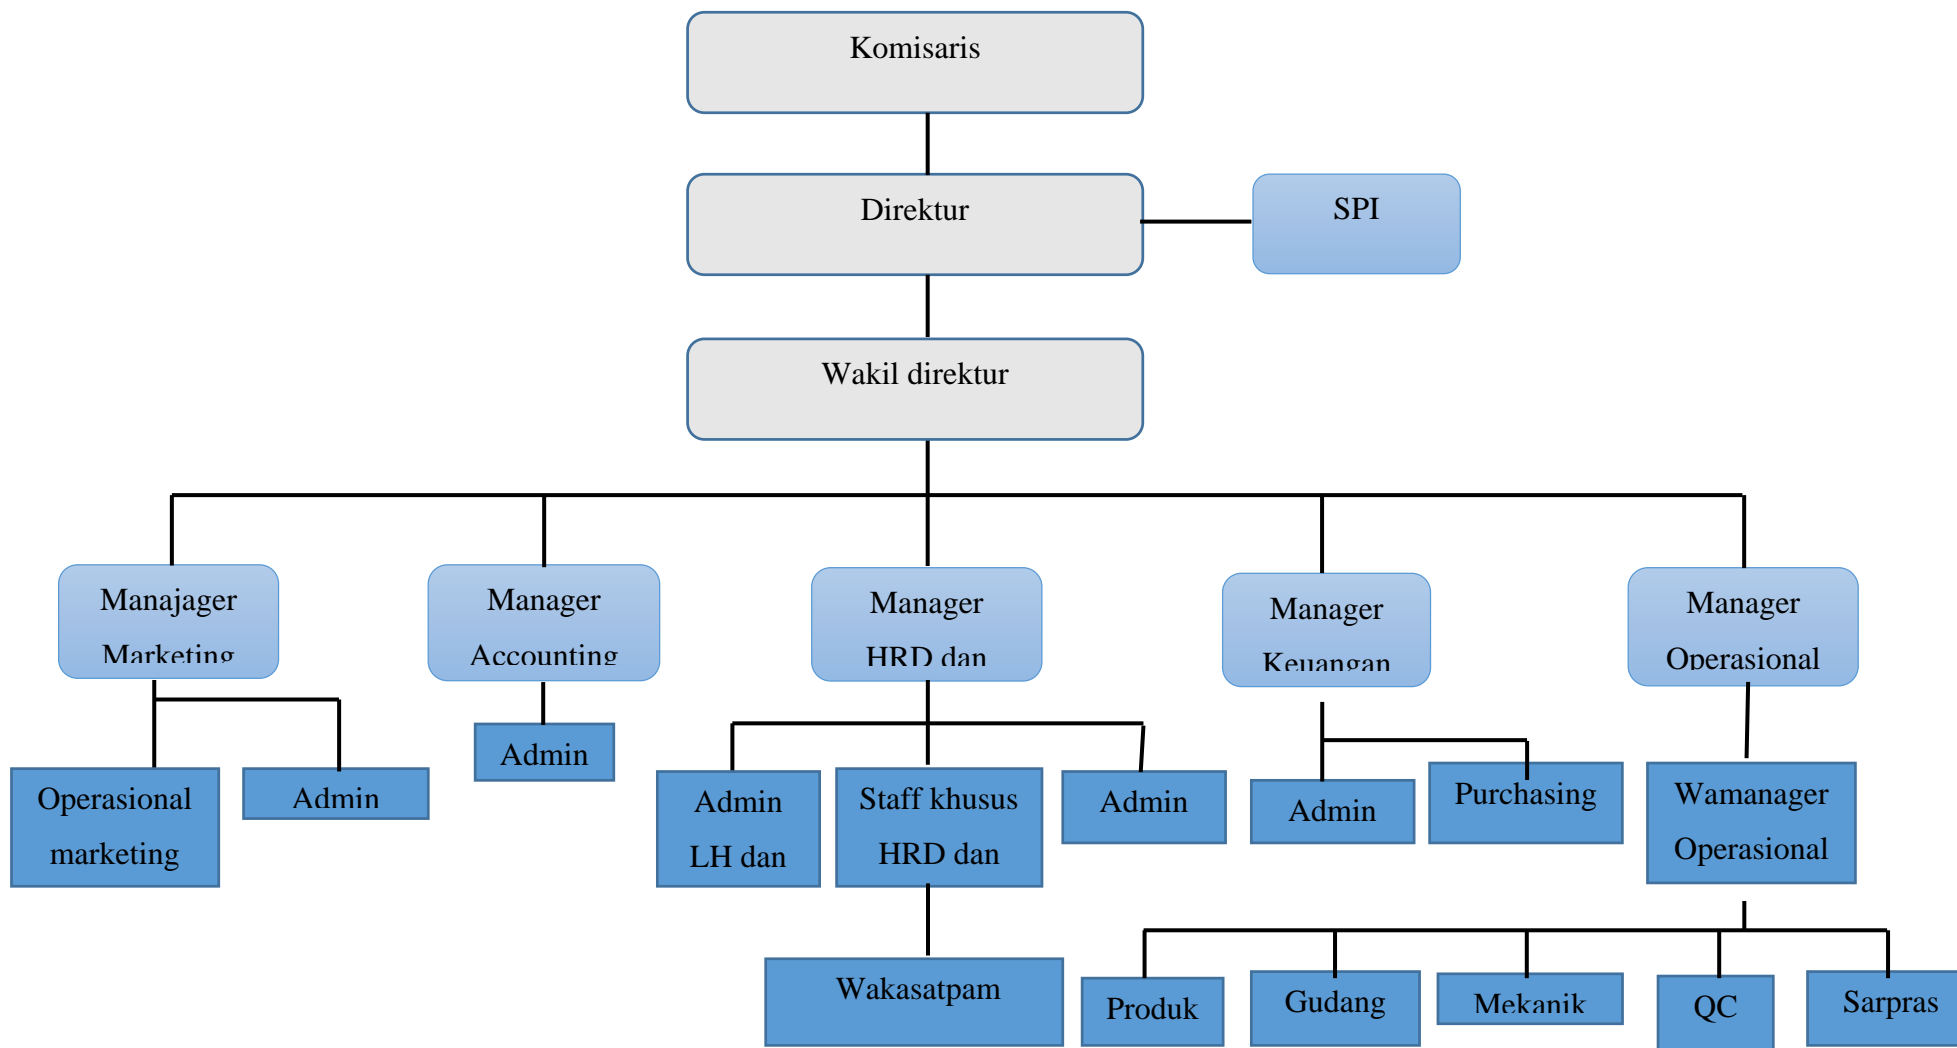 Komisaris
Direktur
SPI
Wakil direktur
Manajager
Marketing
Manager
Accounting
Manager
HRD dan
Manager
Keuangan
Manager
Operasional
Operasional
marketing
Admin
Admin
Admin
LH dan
Staff khusus
HRD dan
Admin
Admin
Purchasing
Wamanager
Operasional
Wakasatpam
Produk
Gudang
Mekanik
QC
Sarpras